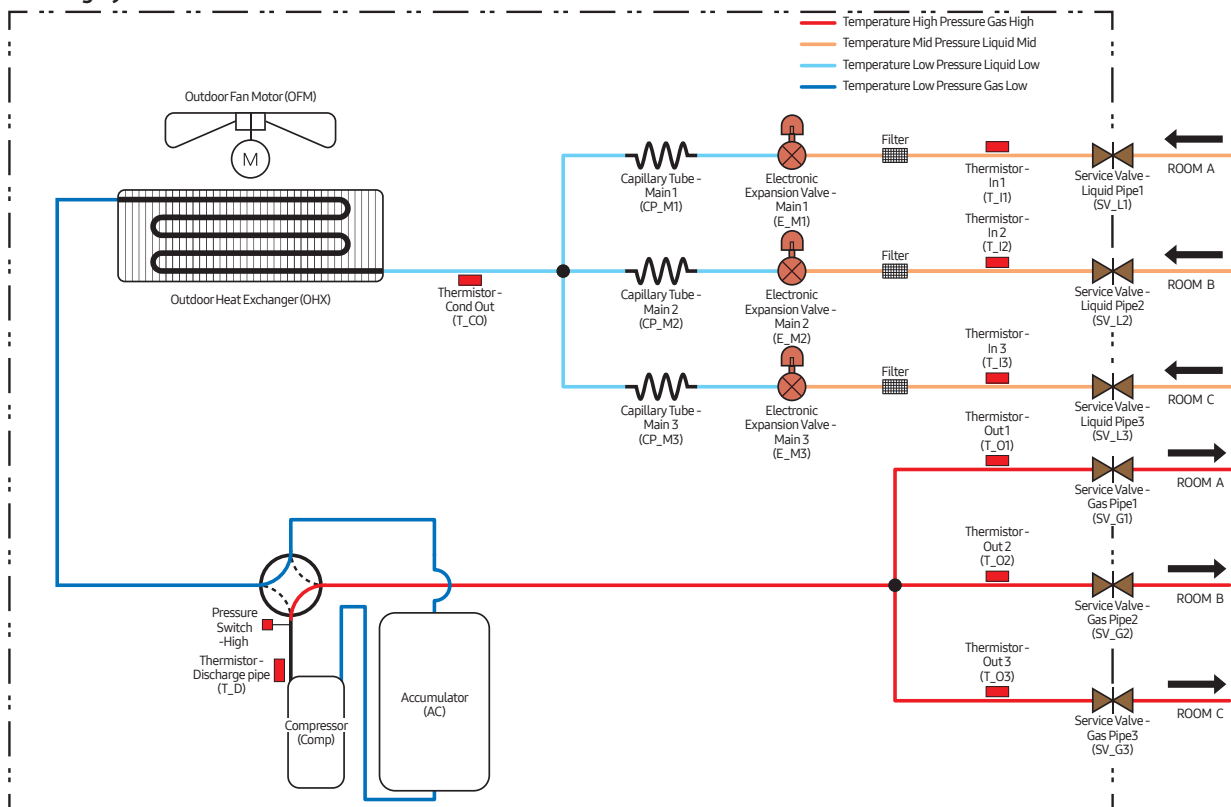 Temperature High Pressure Gas High
Temperature Mid Pressure Liquid Mid
Temperature Low Pressure Liquid Low
Temperature Low Pressure Gas Low
Outdoor Fan Motor (OFM)
M
Outdoor Heat Exchanger (OHX)
Thermistor -
Cond Out
(T_CO)
Capillary Tube -
Main 1
(CP_M1)
Electronic
Expansion Valve -
Main 1
(E_M1)
Filter
Thermistor-
In 1
(T_I1)
Service Valve -
Liquid Pipe1
(SV_L1)
ROOM A
Capillary Tube -
Main 2
(CP_M2)
Electronic
Expansion Valve -
Main 2
(E_M2)
Filter
Thermistor-
In 2
(T_I2)
Service Valve -
Liquid Pipe2
(SV_L2)
ROOM B
Capillary Tube -
Main 3
(CP_M3)
Electronic
Expansion Valve -
Main 3
(E_M3)
Filter
Thermistor-
In 3
(T_I3)
Service Valve -
Liquid Pipe3
(SV_L3)
ROOM C
Thermistor-
Out 1
(T_O1)
Service Valve -
Gas Pipe1
(SV_G1)
ROOM A
Thermistor-
Out 2
(T_O2)
Service Valve -
Gas Pipe2
(SV_G2)
ROOM B
Thermistor-
Out 3
(T_O3)
Service Valve -
Gas Pipe3
(SV_G3)
ROOM C
Pressure
Switch
-High
Thermistor -
Discharge pipe
(T_D)
Compressor
(Comp)
Accumulator
(AC)